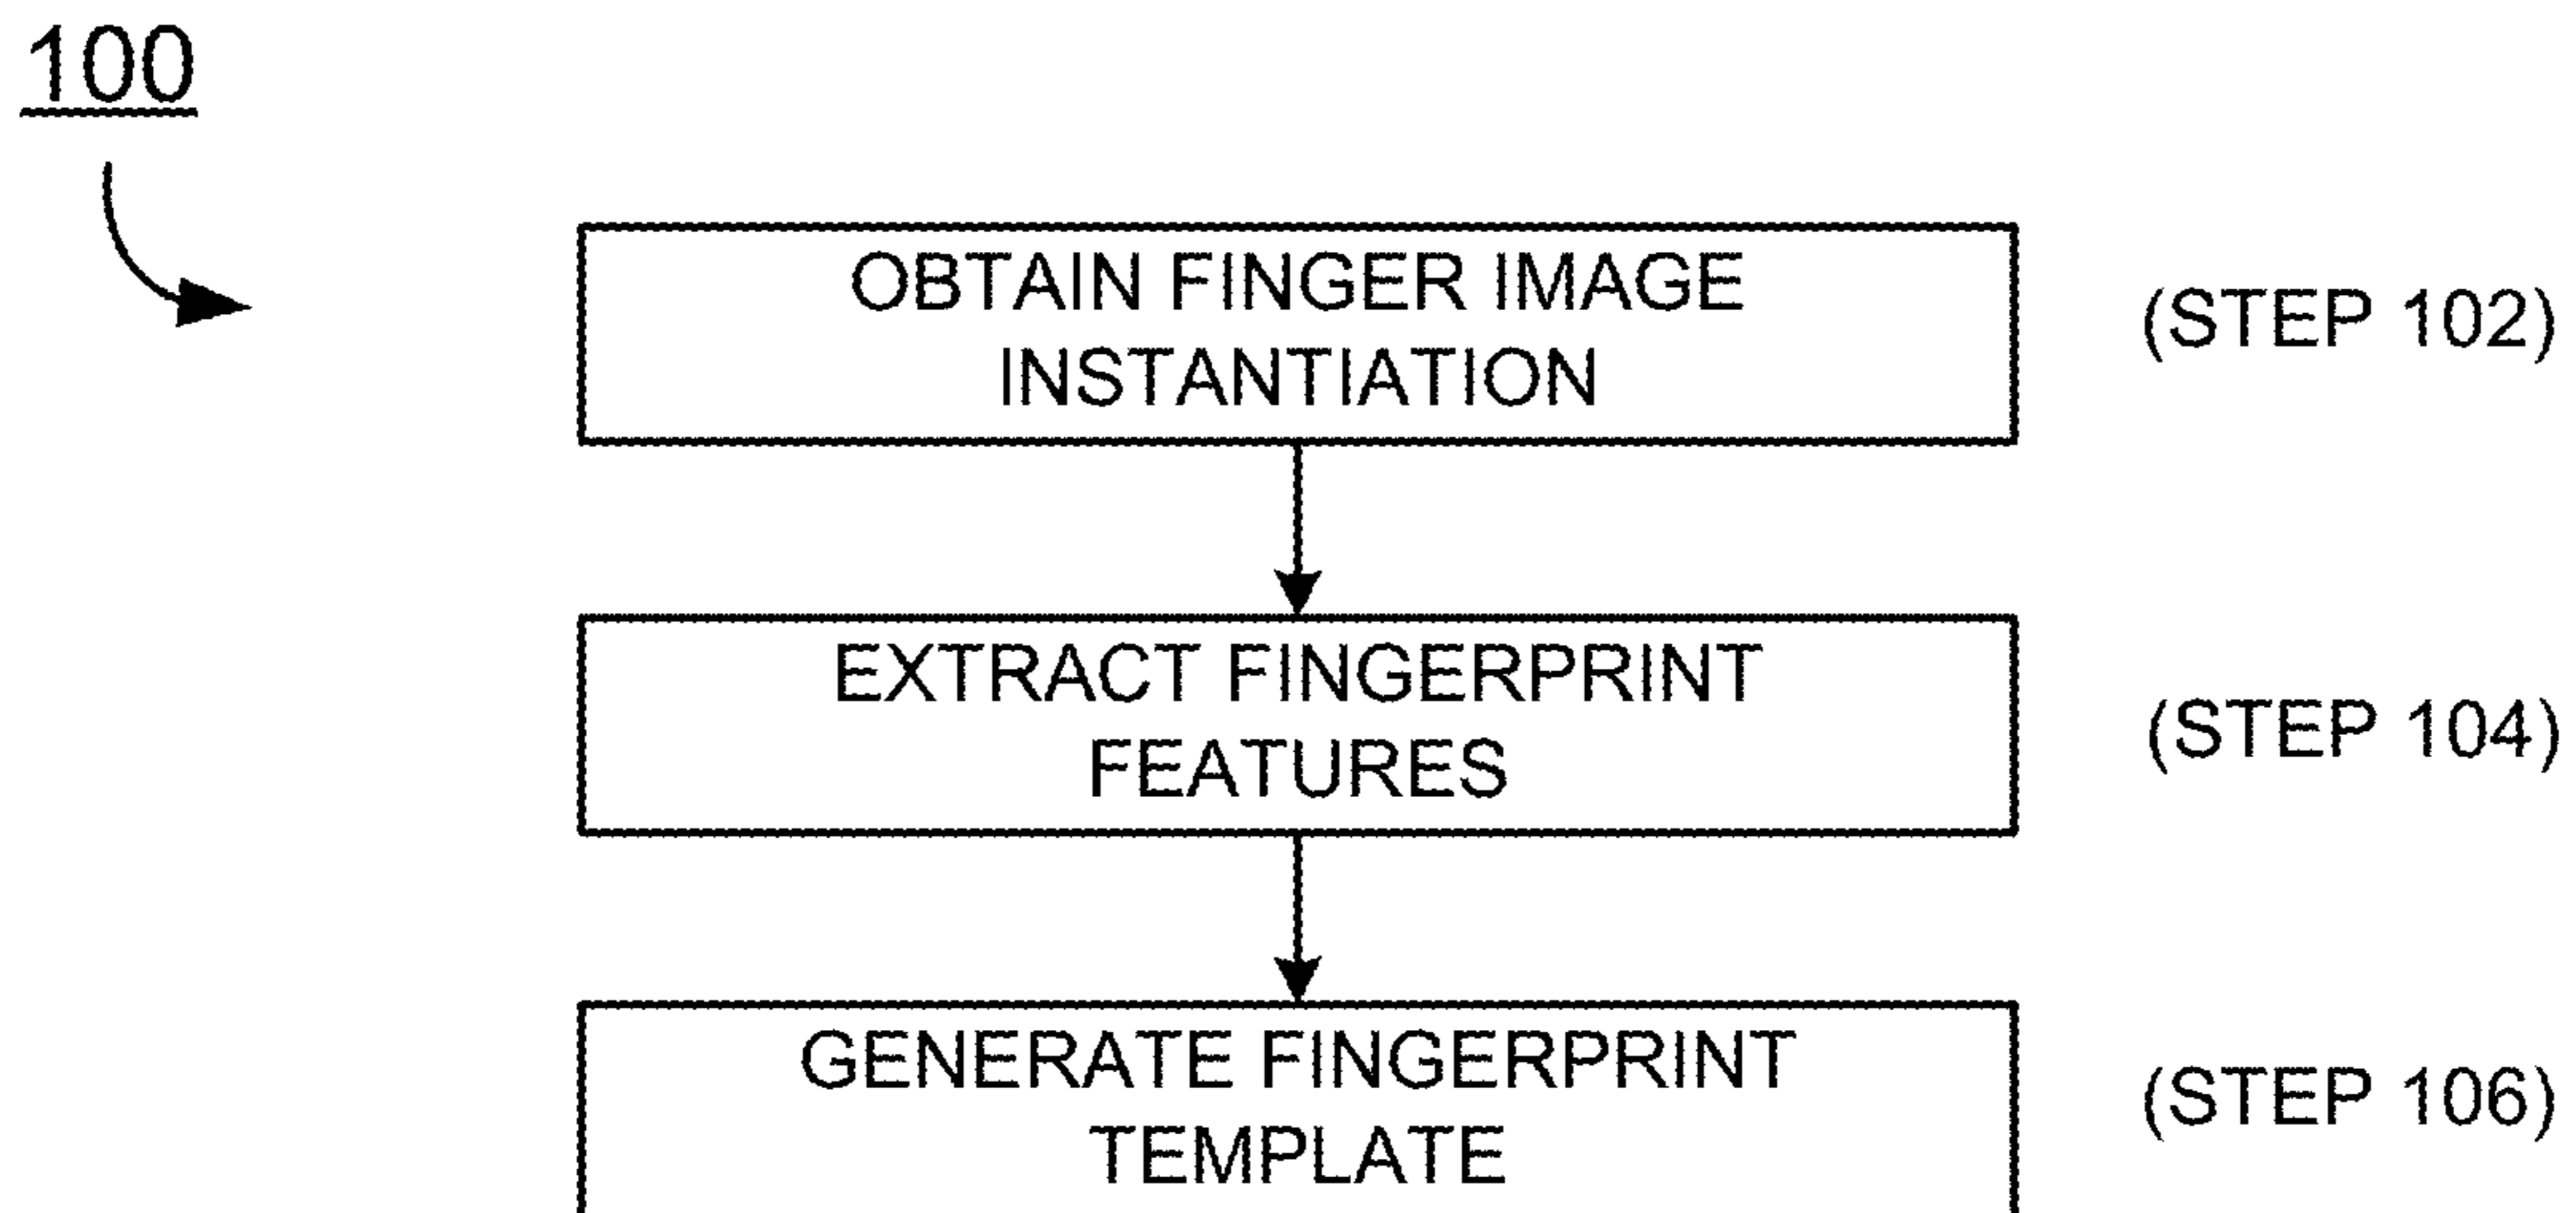 100
OBTAIN FINGER IMAGE
INSTANTIATION
(STEP 102)
EXTRACT FINGERPRINT
FEATURES
(STEP 104)
GENERATE FINGERPRINT
TEMPLATE
(STEP 106)